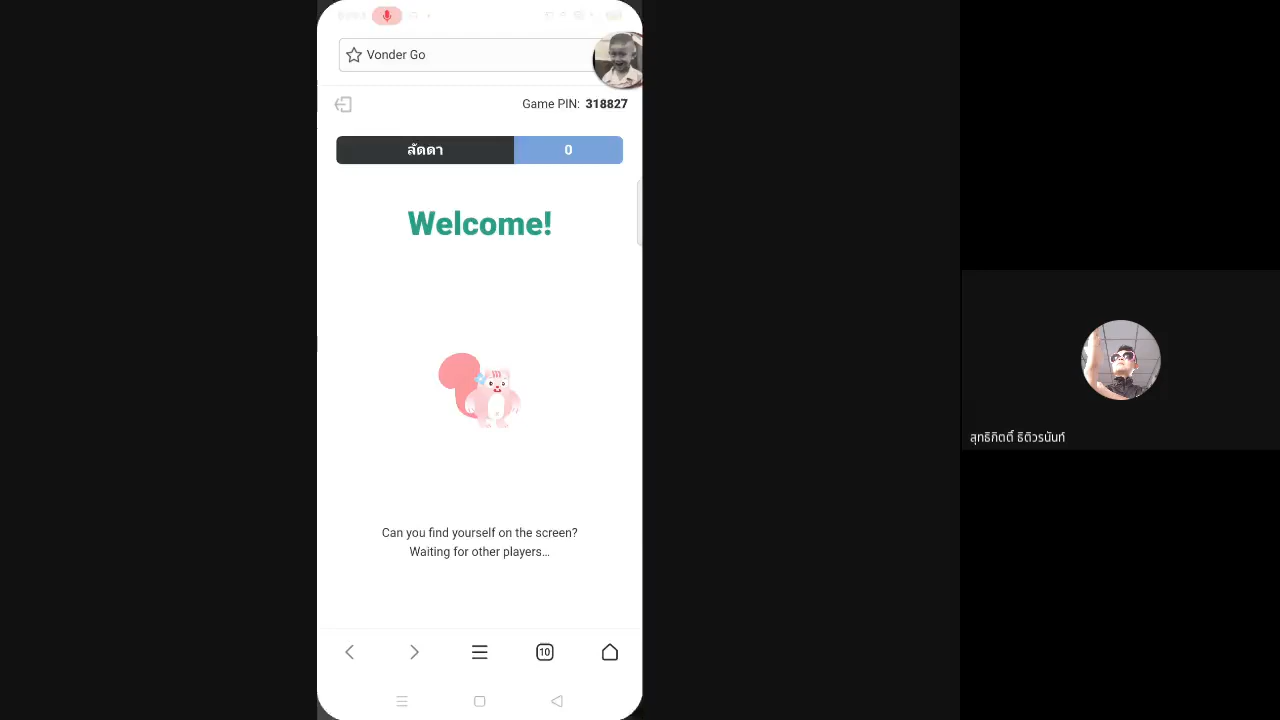 Vonder Go
Game PIN: 318827
ลัดตา
0
Welcome!
Can you find yourself on the screen?
Waiting for other players...
10
สุทธิกิตติ์ ธิติวรนันท์